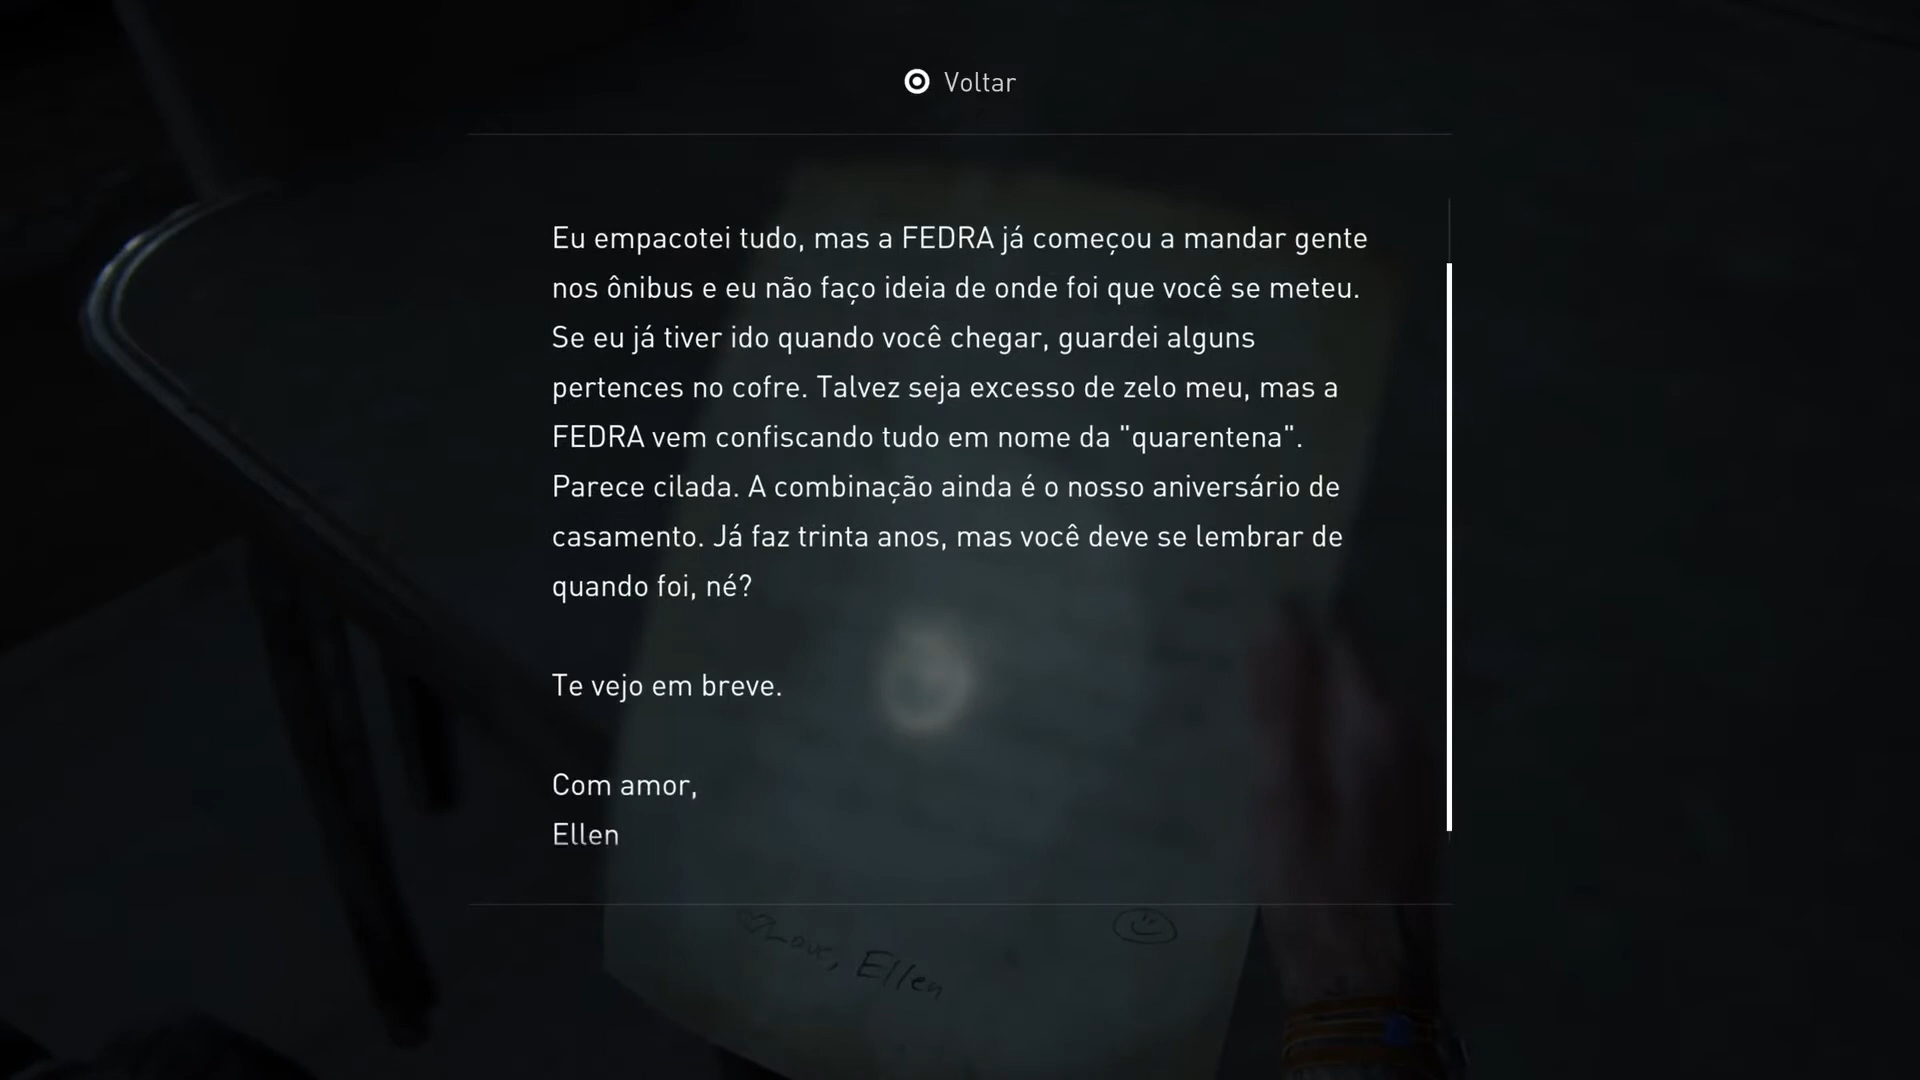 Voltar
Eu empacotei tudo, mas a FEDRA já começou a mandar gente
nos ônibus e eu não faço ideia de onde foi que você se meteu.
Se eu já tiver ido quando você chegar, guardei alguns
pertences no cofre. Talvez seja excesso de zelo meu, mas a
FEDRA vem confiscando tudo em nome da "quarentena".
Parece cilada. A combinação ainda é o nosso aniversário de
casamento. Já faz trinta anos, mas você deve se lembrar de
quando foi, né?
Te vejo em breve.
Com amor,
Ellen
Love, Ellen